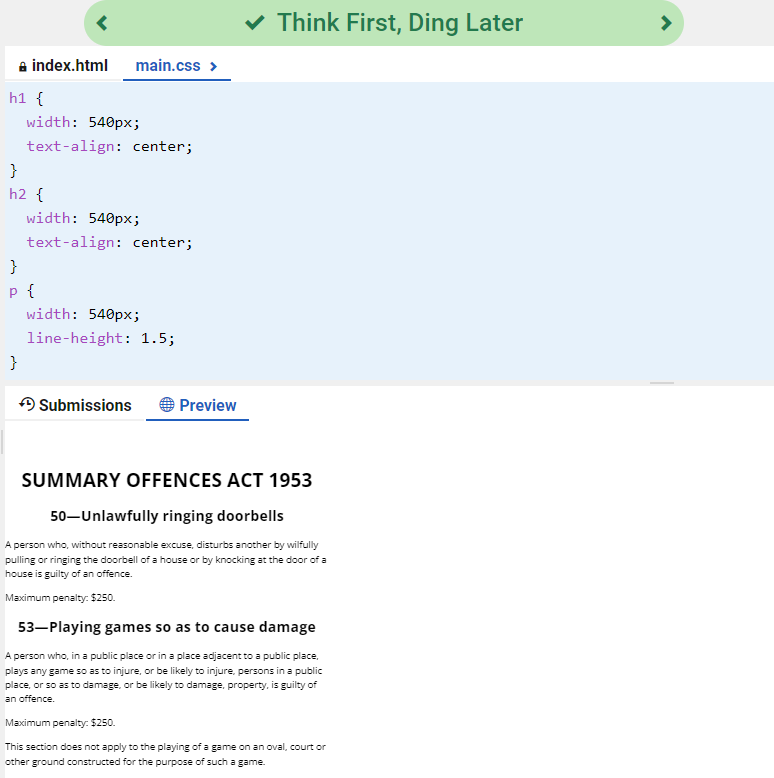 Think First, Ding Later
index.html
main.css
h1 {
  width: 540px;
  text-align: center;
}
h2 {
  width: 540px;
  text-align: center;
}
p {
  width: 540px;
  line-height: 1.5;
}
Submissions
Preview
SUMMARY OFFENCES ACT 1953
50—Unlawfully ringing doorbells
A person who, without reasonable excuse, disturbs another by wilfully
pulling or ringing the doorbell of a house or by knocking at the door of a
house is guilty of an offence.
Maximum penalty: $250.
53—Playing games so as to cause damage
A person who, in a public place or in a place adjacent to a public place,
plays any game so as to injure, or be likely to injure, persons in a public
place, or so as to damage, or be likely to damage, property, is guilty of
an offence.
Maximum penalty: $250.
This section does not apply to the playing of a game on an oval, court or
other ground constructed for the purpose of such a game.